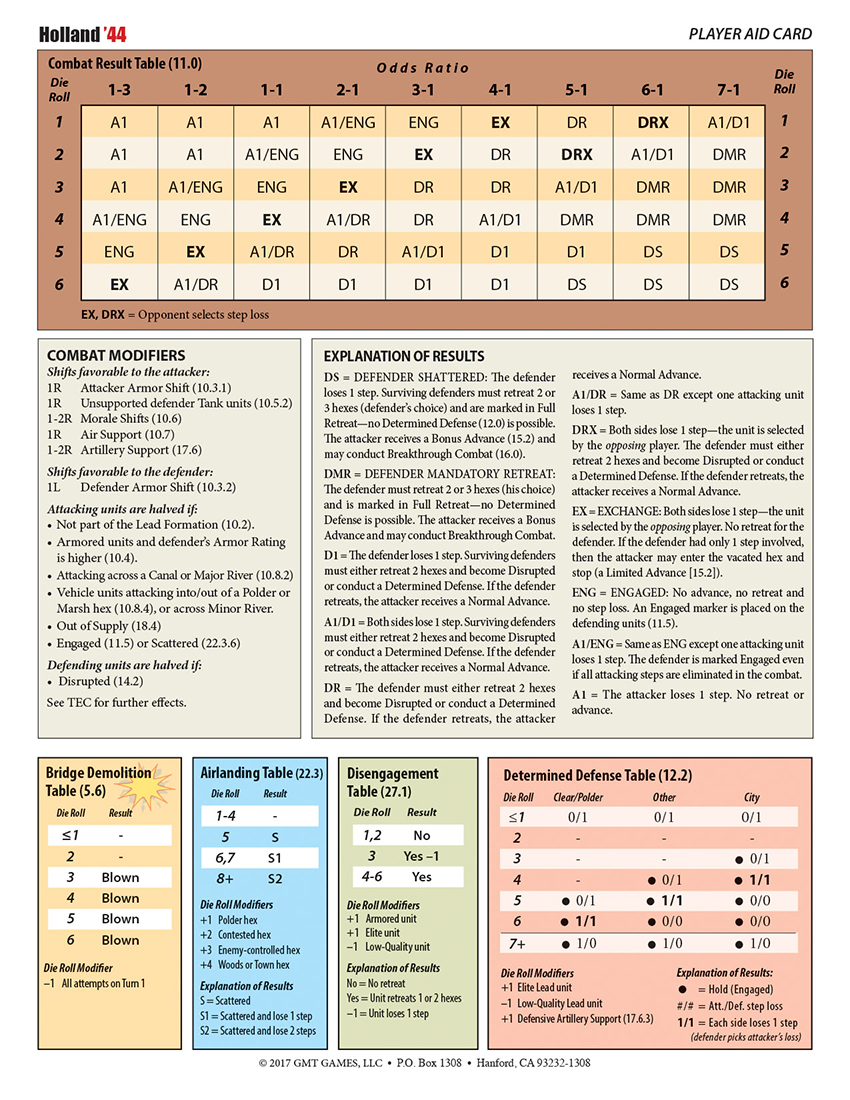 Holland '44
PLAYER AID CARD
Combat Result Table (11.0)
Odds Ratio
Die Roll 1-3 1-2 1-1 2-1 3-1 4-1 5-1 6-1 7-1 Die Roll
1 A1 A1 A1 A1/ENG ENG EX DR DRX A1/D1 1
2 A1 A1 A1/ENG ENG EX DR DRX A1/D1 DMR 2
3 A1 A1/ENG ENG EX DR DR A1/D1 DMR DMR 3
4 A1/ENG ENG EX A1/DR DR A1/D1 DMR DMR DMR 4
5 ENG EX A1/DR DR A1/D1 D1 D1 DS DS 5
6 EX A1/DR D1 D1 D1 D1 DS DS DS 6
EX, DRX = Opponent selects step loss
COMBAT MODIFIERS
Shifts favorable to the attacker:
1R Attacker Armor Shift (10.3.1)
1R Unsupported defender Tank units (10.5.2)
1-2R Morale Shifts (10.6)
1R Air Support (10.7)
1-2R Artillery Support (17.6)
Shifts favorable to the defender:
1L Defender Armor Shift (10.3.2)
Attacking units are halved if:
• Not part of the Lead Formation (10.2).
• Armored units and defender's Armor Rating
is higher (10.4).
• Attacking across a Canal or Major River (10.8.2)
• Vehicle units attacking into/out of a Polder or
Marsh hex (10.8.4), or across Minor River.
• Out of Supply (18.4)
• Engaged (11.5) or Scattered (22.3.6)
Defending units are halved if:
• Disrupted (14.2)
See TEC for further effects.
EXPLANATION OF RESULTS
DS = DEFENDER SHATTERED: The defender
loses 1 step. Surviving defenders must retreat 2 or
3 hexes (defender's choice) and are marked in Full
Retreat—no Determined Defense (12.0) is possible.
The attacker receives a Bonus Advance (15.2) and
may conduct Breakthrough Combat (16.0).
DMR = DEFENDER MANDATORY RETREAT:
The defender must retreat 2 or 3 hexes (his choice)
and is marked in Full Retreat—no Determined
Defense is possible. The attacker receives a Bonus
Advance and may conduct Breakthrough Combat.
D1 = The defender loses 1 step. Surviving defenders
must either retreat 2 hexes and become Disrupted
or conduct a Determined Defense. If the defender
retreats, the attacker receives a Normal Advance.
A1/D1 = Both sides lose 1 step. Surviving defenders
must either retreat 2 hexes and become Disrupted
or conduct a Determined Defense. If the defender
retreats, the attacker receives a Normal Advance.
DR = The defender must either retreat 2 hexes
and become Disrupted or conduct a Determined
Defense. If the defender retreats, the attacker
receives a Normal Advance.
A1/DR = Same as DR except one attacking unit
loses 1 step.
DRX = Both sides lose 1 step—the unit is selected
by the opposing player. The defender must either
retreat 2 hexes and become Disrupted or conduct
a Determined Defense. If the defender retreats, the
attacker receives a Normal Advance.
EX = EXCHANGE: Both sides lose 1 step—the unit
is selected by the opposing player. No retreat for the
defender. If the defender had only 1 step involved,
then the attacker may enter the vacated hex and
stop (a Limited Advance [15.2]).
ENG = ENGAGED: No advance, no retreat and
no step loss. An Engaged marker is placed on the
defending units (11.5).
A1/ENG = Same as ENG except one attacking unit
loses 1 step. The defender is marked Engaged even
if all attacking steps are eliminated in the combat.
A1 = The attacker loses 1 step. No retreat or
advance.
Bridge Demolition
Table (5.6)
Die Roll Result
≤1 -
2 -
3 Blown
4 Blown
5 Blown
6 Blown
Die Roll Modifier
–1 All attempts on Turn 1
Airlanding Table (22.3)
Die Roll Result
1-4 -
5 S
6,7 S1
8+ S2
Die Roll Modifiers
+1 Polder hex
+2 Contested hex
+3 Enemy-controlled hex
+4 Woods or Town hex
Explanation of Results
S = Scattered
S1 = Scattered and lose 1 step
S2 = Scattered and lose 2 steps
Disengagement
Table (27.1)
Die Roll Result
1,2 No
3 Yes –1
4-6 Yes
Die Roll Modifiers
+1 Armored unit
+1 Elite unit
–1 Low-Quality unit
Explanation of Results
No = No retreat
Yes = Unit retreats 1 or 2 hexes
–1 = Unit loses 1 step
Determined Defense Table (12.2)
Die Roll Clear/Polder Other City
≤1 0/1 0/1 0/1
2 - - -
3 - - ● 0/1
4 - ● 0/1 ● 1/1
5 ● 0/1 ● 1/1 ● 0/0
6 ● 1/1 ● 0/0 ● 0/0
7+ ● 1/0 ● 1/0 ● 1/0
Die Roll Modifiers
+1 Elite Lead unit
–1 Low-Quality Lead unit
+1 Defensive Artillery Support (17.6.3)
Explanation of Results:
● = Hold (Engaged)
#/# = Att./Def. step loss
1/1 = Each side loses 1 step
(defender picks attacker's loss)
© 2017 GMT GAMES, LLC • P.O. Box 1308 • Hanford, CA 93232-1308